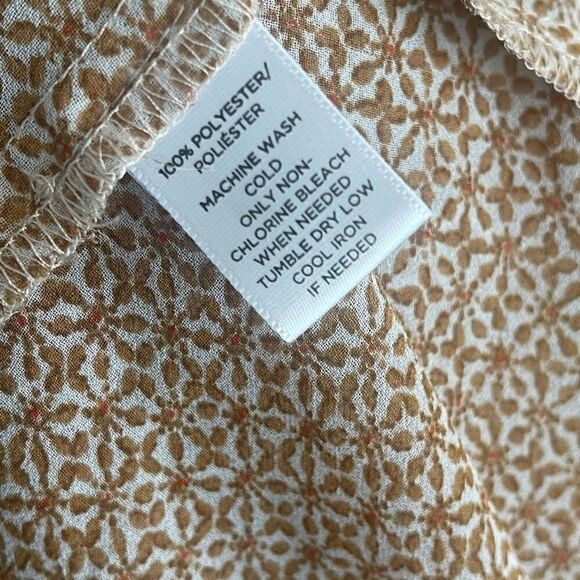 100% POLYESTER/
POLIÉSTER
MACHINE WASH
COLD
ONLY NON-
CHLORINE BLEACH
WHEN NEEDED
TUMBLE DRY LOW
COOL IRON
IF NEEDED